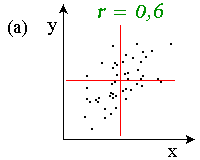 r = 0,6
(a) y
x